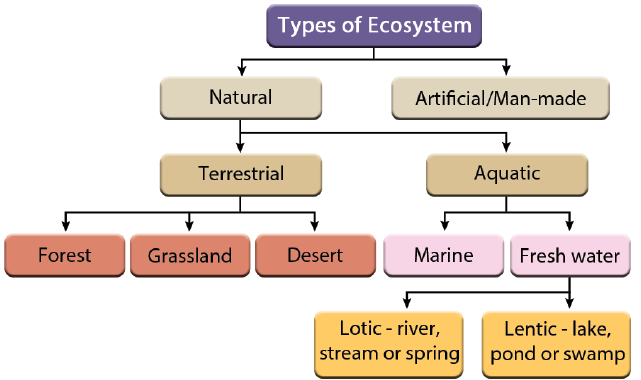 Types of Ecosystem
Natural
Artificial/Man-made
Terrestrial
Aquatic
Forest
Grassland
Desert
Marine
Fresh water
Lotic - river,
stream or spring
Lentic - lake,
pond or swamp